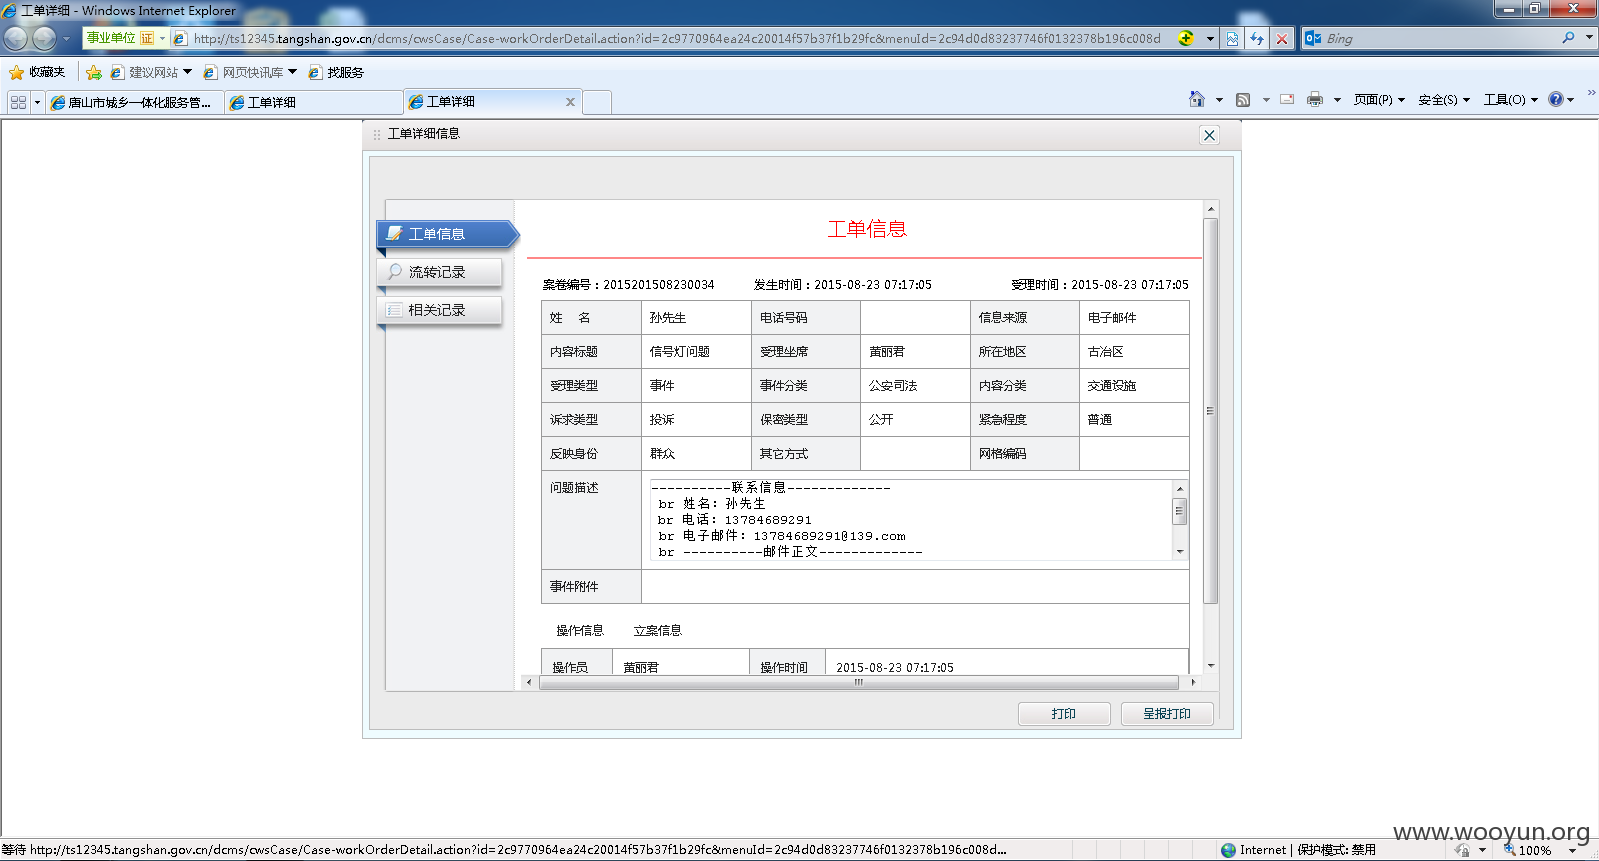 工单详细 - Windows Internet Explorer
事业单位 证 http://ts12345.tangshan.gov.cn/dcms/cwsCase/Case-workOrderDetail.action?id=2c9770964ea24c20014f57b37f1b29fc&menuId=2c94d0d83237746f0132378b196c008d Bing
收藏夹 建议网站 网页快讯库 找服务
唐山市城乡一体化服务管... 工单详细 工单详细 页面(P) 安全(S) 工具(O)
工单详细信息
工单信息
流转记录
相关记录
工单信息
案卷编号：2015201508230034 发生时间：2015-08-23 07:17:05 受理时间：2015-08-23 07:17:05
姓 名 孙先生 电话号码 信息来源 电子邮件
内容标题 信号灯问题 受理坐席 黄丽君 所在地区 古冶区
受理类型 事件 事件分类 公安司法 内容分类 交通设施
诉求类型 投诉 保密类型 公开 紧急程度 普通
反映身份 群众 其它方式 网格编码
问题描述
----------联系信息-------------
br 姓名：孙先生
br 电话：13784689291
br 电子邮件：13784689291@139.com
br ----------邮件正文-------------
事件附件
操作信息 立案信息
操作员 黄丽君 操作时间 2015-08-23 07:17:05
打印 呈报打印
www.wooyun.org
等待 http://ts12345.tangshan.gov.cn/dcms/cwsCase/Case-workOrderDetail.action?id=2c9770964ea24c20014f57b37f1b29fc&menuId=2c94d0d83237746f0132378b196c008d... Internet | 保护模式: 禁用 100%